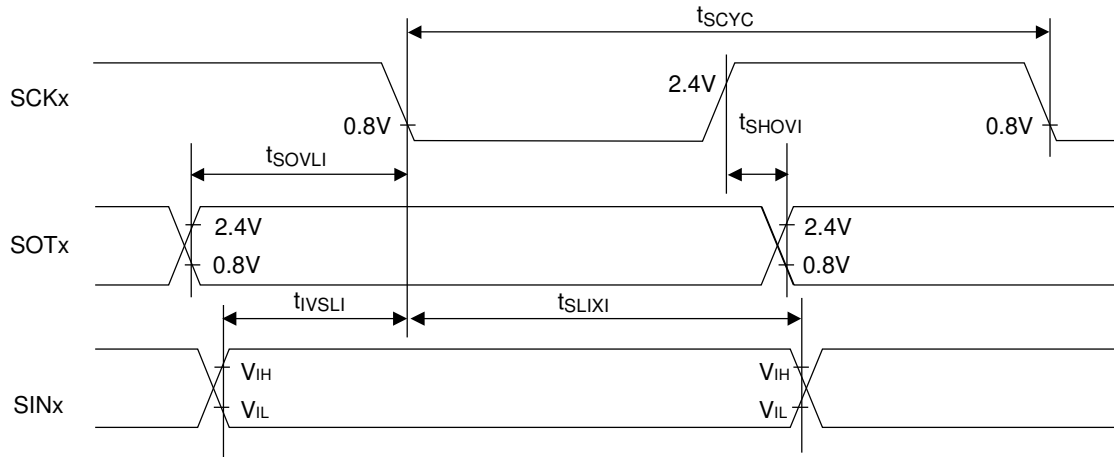 tSCYC
SCKx
2.4V
0.8V
tSHOVI
0.8V
tSOVLI
SOTx
2.4V
0.8V
2.4V
0.8V
tIVSLI
tSLIXI
SINx
VIH
VIL
VIH
VIL